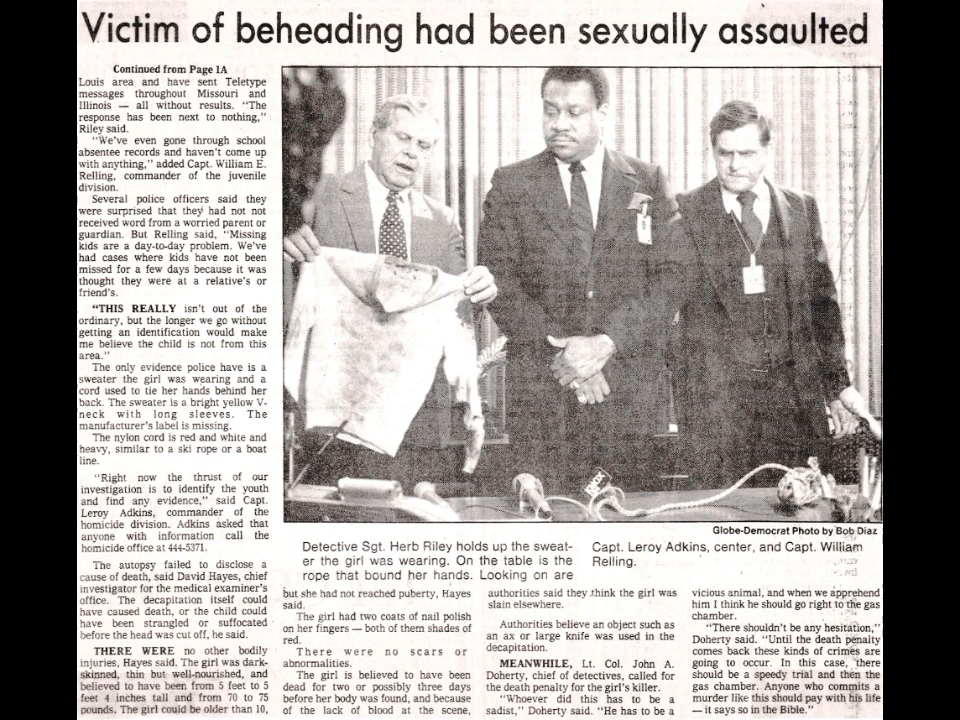 Victim of beheading had been sexually assaulted
Continued from Page 1A
Louis area and have sent Teletype
messages throughout Missouri and
Illinois — all without results. "The
response has been next to nothing,"
Riley said.
"We've even gone through school
absentee records and haven't come up
with anything," added Capt. William E.
Relling, commander of the juvenile
division.
Several police officers said they
were surprised that they had not not
received word from a worried parent or
guardian. But Relling said, "Missing
kids are a day-to-day problem. We've
had cases where kids have not been
missed for a few days because it was
thought they were at a relative's or
friend's.
"THIS REALLY isn't out of the
ordinary, but the longer we go without
getting an identification would make
me believe the child is not from this
area."
The only evidence police have is a
sweater the girl was wearing and a
cord used to tie her hands behind her
back. The sweater is a bright yellow V-
neck with long sleeves. The
manufacturer's label is missing.
The nylon cord is red and white and
heavy, similar to a ski rope or a boat
line.
"Right now the thrust of our
investigation is to identify the youth
and find any evidence," said Capt.
Leroy Adkins, commander of the
homicide division. Adkins asked that
anyone with information call the
homicide office at 444-5371.
The autopsy failed to disclose a
cause of death, said David Hayes, chief
investigator for the medical examiner's
office. The decapitation itself could
have caused death, or the child could
have been strangled or suffocated
before the head was cut off, he said.
THERE WERE no other bodily
injuries, Hayes said. The girl was dark-
skinned, thin but well-nourished, and
believed to have been from 5 feet to 5
feet 4 inches tall and from 70 to 75
pounds. The girl could be older than 10,
Globe-Democrat Photo by Bob Diaz
Detective Sgt. Herb Riley holds up the sweat-
er the girl was wearing. On the table is the
rope that bound her hands. Looking on are
Capt. Leroy Adkins, center, and Capt. William
Relling.
but she had not reached puberty, Hayes
said.
The girl had two coats of nail polish
on her fingers — both of them shades of
red.
There were no scars or
abnormalities.
The girl is believed to have been
dead for two or possibly three days
before her body was found, and because
of the lack of blood at the scene,
authorities said they think the girl was
slain elsewhere.
Authorities believe an object such as
an ax or large knife was used in the
decapitation.
MEANWHILE, Lt. Col. John A.
Doherty, chief of detectives, called for
the death penalty for the girl's killer.
"Whoever did this has to be a
sadist," Doherty said. "He has to be a
vicious animal, and when we apprehend
him I think he should go right to the gas
chamber.
"There shouldn't be any hesitation,"
Doherty said. "Until the death penalty
comes back these kinds of crimes are
going to occur. In this case, there
should be a speedy trial and then the
gas chamber. Anyone who commits a
murder like this should pay with his life
— it says so in the Bible."